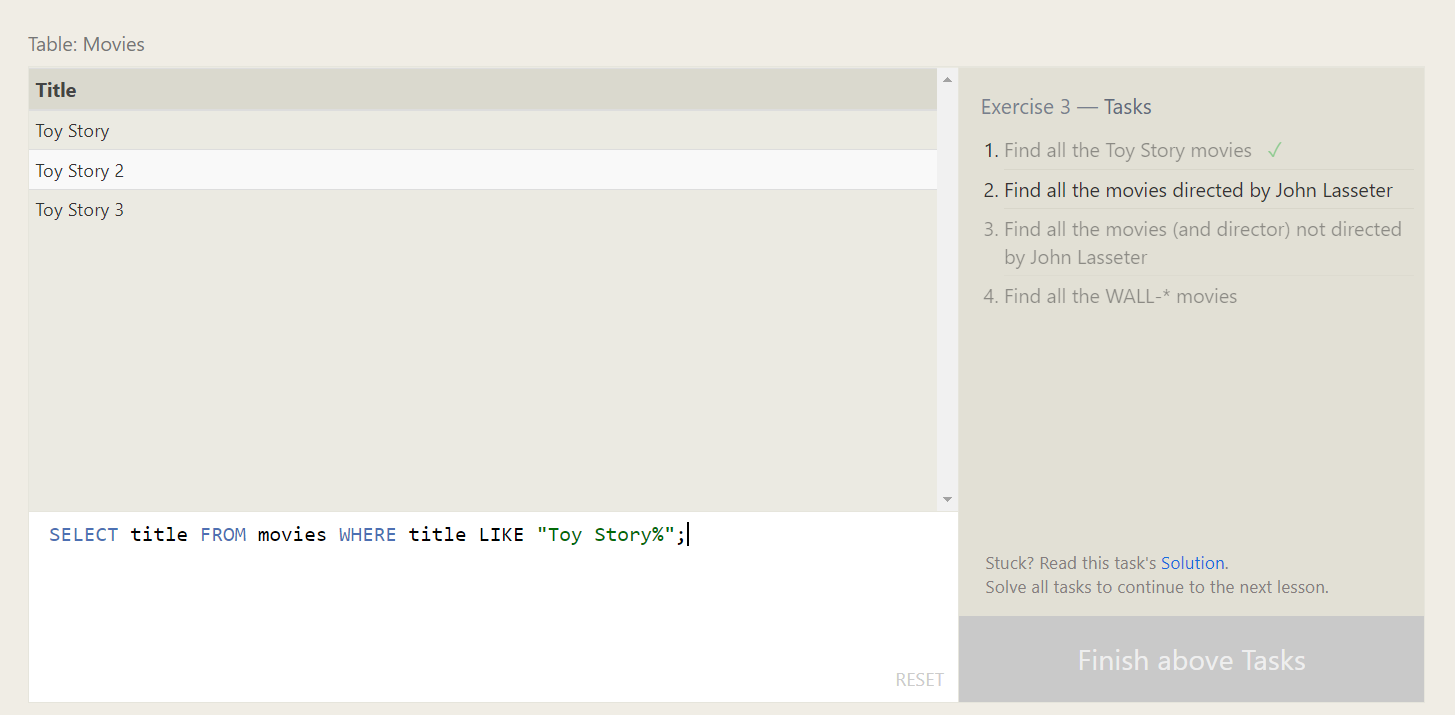 Table: Movies
Title
Toy Story
Toy Story 2
Toy Story 3
SELECT title FROM movies WHERE title LIKE "Toy Story%";
RESET
Exercise 3 — Tasks
1. Find all the Toy Story movies ✓
2. Find all the movies directed by John Lasseter
3. Find all the movies (and director) not directed
by John Lasseter
4. Find all the WALL-* movies
Stuck? Read this task's Solution.
Solve all tasks to continue to the next lesson.
Finish above Tasks